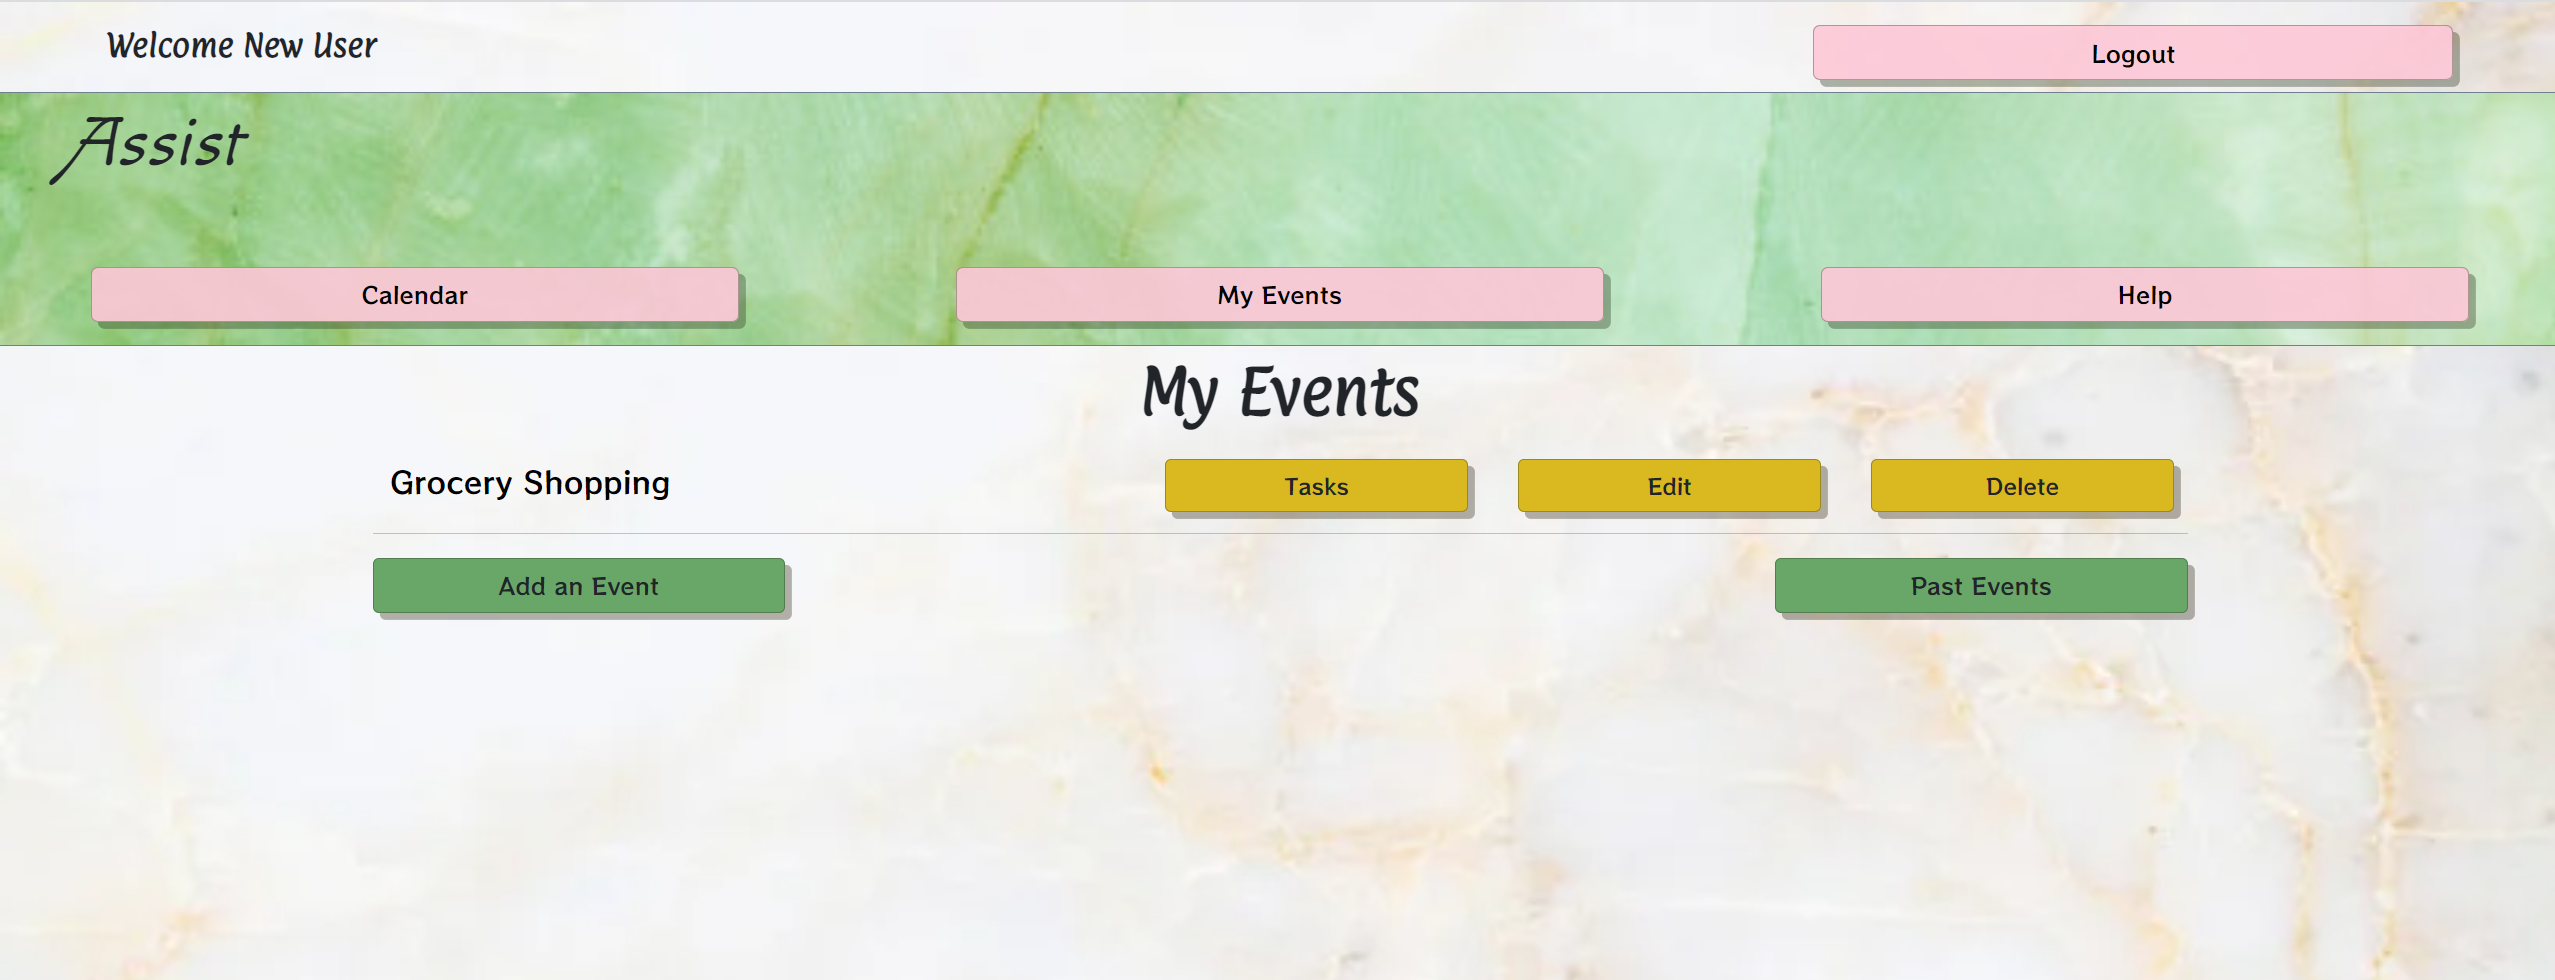 Welcome New User
Logout
Assist
Calendar
My Events
Help
My Events
Grocery Shopping
Tasks
Edit
Delete
Add an Event
Past Events